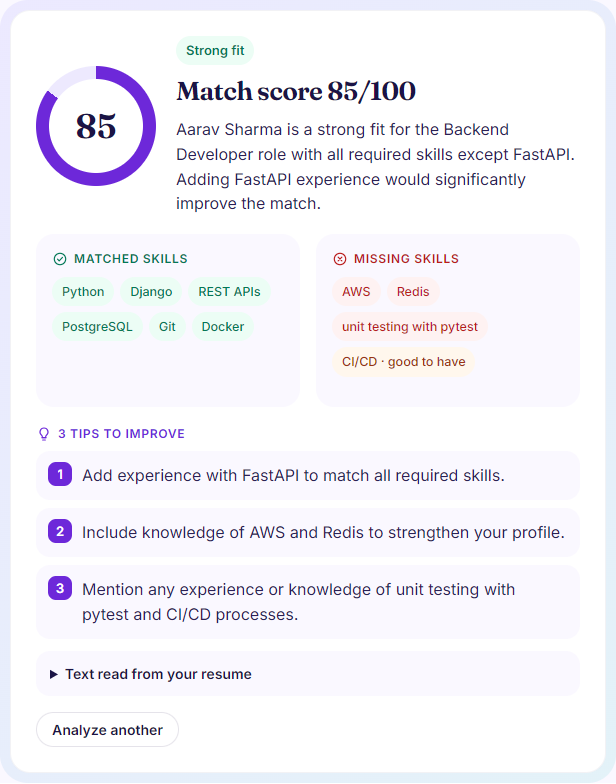 Strong fit
85
Match score 85/100
Aarav Sharma is a strong fit for the Backend
Developer role with all required skills except FastAPI.
Adding FastAPI experience would significantly
improve the match.
MATCHED SKILLS
Python Django REST APIs
PostgreSQL Git Docker
MISSING SKILLS
AWS Redis
unit testing with pytest
CI/CD · good to have
3 TIPS TO IMPROVE
1 Add experience with FastAPI to match all required skills.
2 Include knowledge of AWS and Redis to strengthen your profile.
3 Mention any experience or knowledge of unit testing with
pytest and CI/CD processes.
Text read from your resume
Analyze another